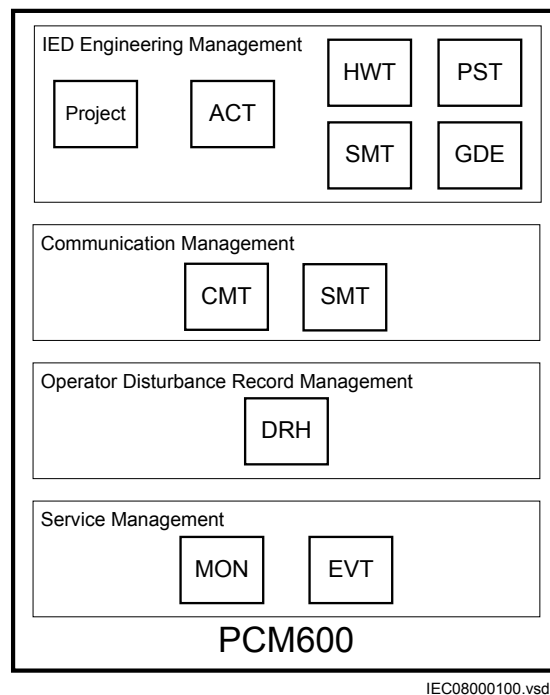 IED Engineering Management
HWT PST
Project ACT
SMT GDE
Communication Management
CMT SMT
Operator Disturbance Record Management
DRH
Service Management
MON EVT
PCM600
IEC08000100.vsd